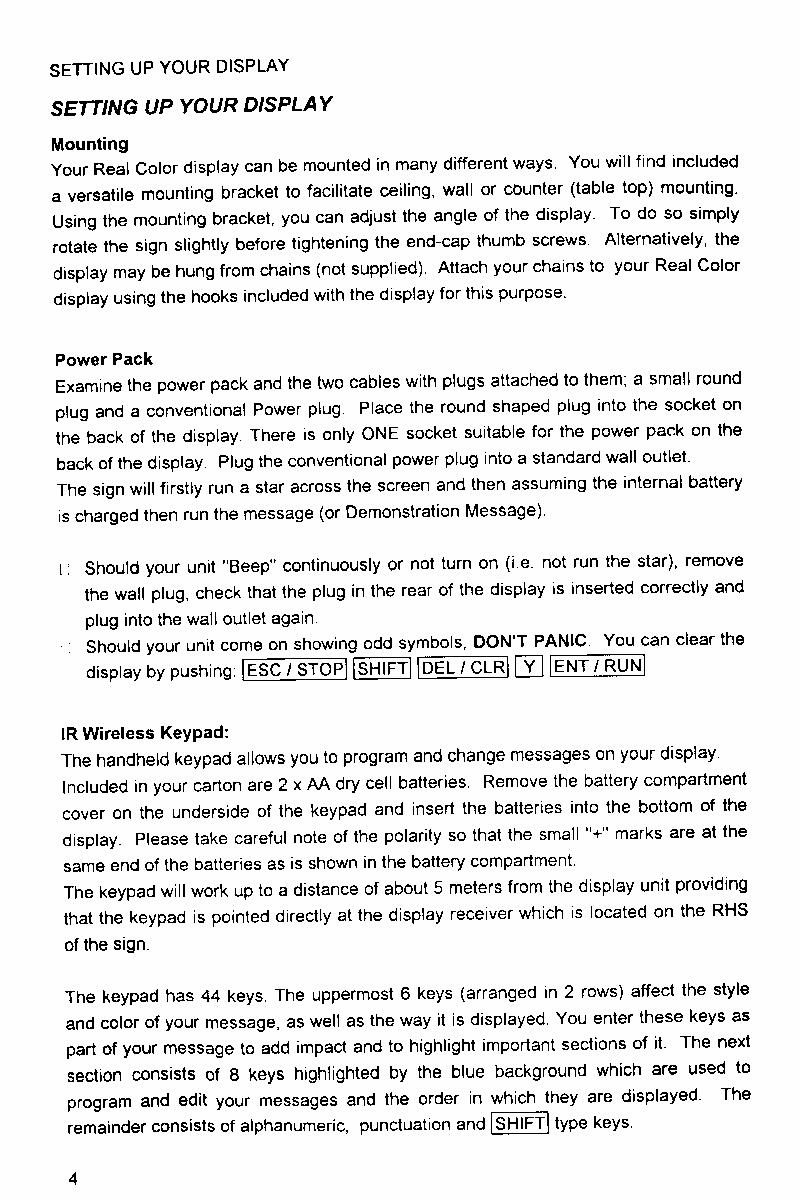 SETTING UP YOUR DISPLAY
SETTING UP YOUR DISPLAY
Mounting
Your Real Color display can be mounted in many different ways. You will find included
a versatile mounting bracket to facilitate ceiling, wall or counter (table top) mounting.
Using the mounting bracket, you can adjust the angle of the display. To do so simply
rotate the sign slightly before tightening the end-cap thumb screws. Alternatively, the
display may be hung from chains (not supplied). Attach your chains to your Real Color
display using the hooks included with the display for this purpose.
Power Pack
Examine the power pack and the two cables with plugs attached to them; a small round
plug and a conventional Power plug. Place the round shaped plug into the socket on
the back of the display. There is only ONE socket suitable for the power pack on the
back of the display. Plug the conventional power plug into a standard wall outlet.
The sign will firstly run a star across the screen and then assuming the internal battery
is charged then run the message (or Demonstration Message).
Should your unit "Beep" continuously or not turn on (i.e. not run the star), remove
the wall plug, check that the plug in the rear of the display is inserted correctly and
plug into the wall outlet again.
Should your unit come on showing odd symbols, DON'T PANIC. You can clear the
display by pushing: ESC / STOP SHIFT DEL / CLR Y ENT / RUN
IR Wireless Keypad:
The handheld keypad allows you to program and change messages on your display.
Included in your carton are 2 x AA dry cell batteries. Remove the battery compartment
cover on the underside of the keypad and insert the batteries into the bottom of the
display. Please take careful note of the polarity so that the small "+" marks are at the
same end of the batteries as is shown in the battery compartment.
The keypad will work up to a distance of about 5 meters from the display unit providing
that the keypad is pointed directly at the display receiver which is located on the RHS
of the sign.
The keypad has 44 keys. The uppermost 6 keys (arranged in 2 rows) affect the style
and color of your message, as well as the way it is displayed. You enter these keys as
part of your message to add impact and to highlight important sections of it. The next
section consists of 8 keys highlighted by the blue background which are used to
program and edit your messages and the order in which they are displayed. The
remainder consists of alphanumeric, punctuation and SHIFT type keys.
4